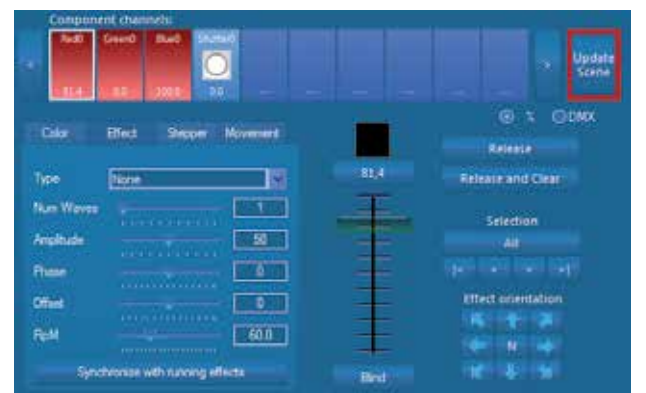 Component channels:
Red0 Green0 Blue0 Shutter0
81,4 0.0 100.0 0.0
Update
Scene
% DMX
Color Effect Stepper Movement
Release
81,4
Release and Clear
Type None
Num Waves 1
Selection
Amplitude 50
All
Phase 0
Offset 0
Effect orientation
RpM 60.0
N
Synchronize with running effects
Blind